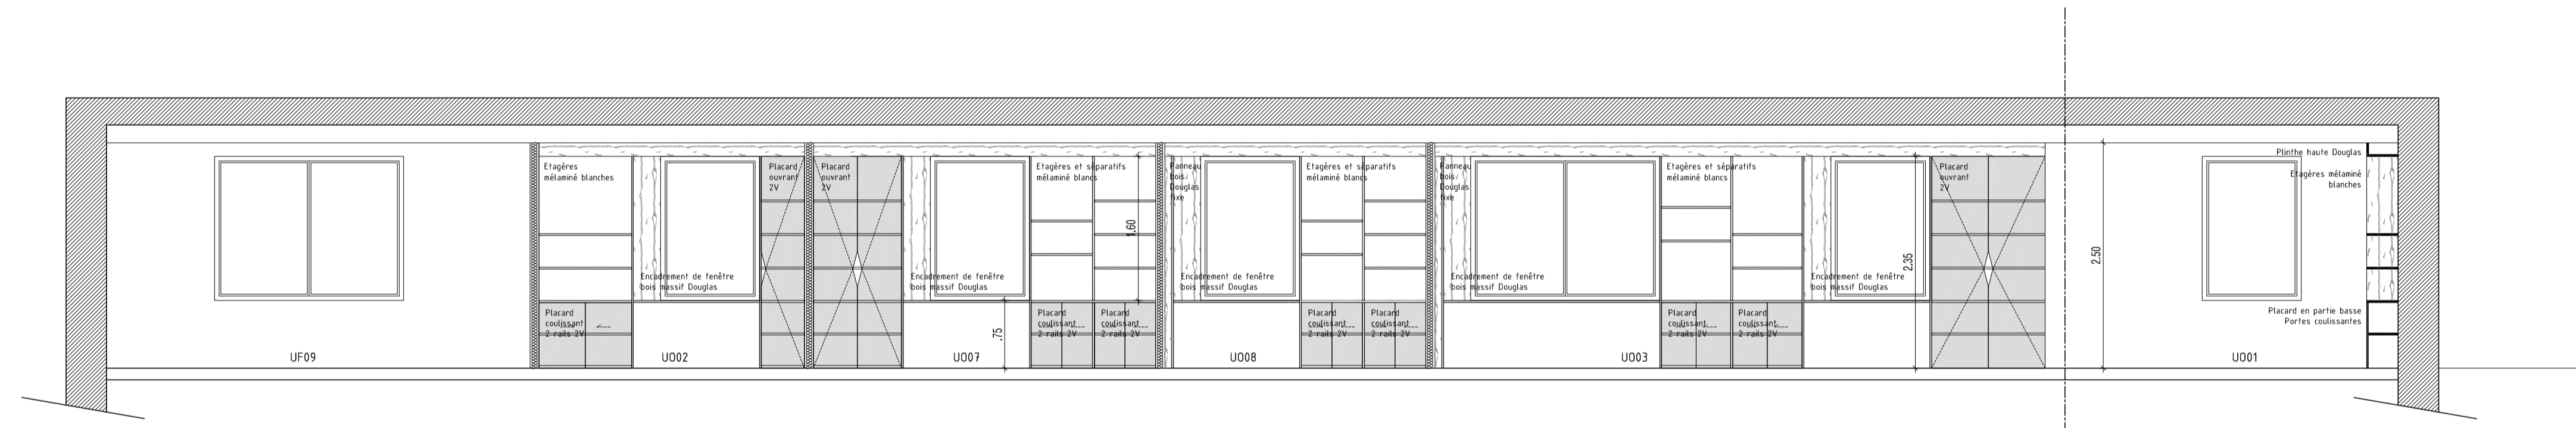 Etagères
mélaminé blanches
Placard
ouvrant
2V
Placard
ouvrant
2V
Etagères et séparatifs
mélaminé blancs
Panneau
bois
Douglas
fixe
Etagères et séparatifs
mélaminé blancs
Panneau
bois
Douglas
fixe
Etagères et séparatifs
mélaminé blancs
Placard
ouvrant
2V
Plinthe haute Douglas
Etagères mélaminé
blanches
1.60
2.35
2.50
Encadrement de fenêtre
bois massif Douglas
Encadrement de fenêtre
bois massif Douglas
Encadrement de fenêtre
bois massif Douglas
Encadrement de fenêtre
bois massif Douglas
Encadrement de fenêtre
bois massif Douglas
Placard
coulissant
2 rails 2V
.75
Placard
coulissant
2 rails 2V
Placard
coulissant
2 rails 2V
Placard
coulissant
2 rails 2V
Placard
coulissant
2 rails 2V
Placard
coulissant
2 rails 2V
Placard
coulissant
2 rails 2V
Placard en partie basse
Portes coulissantes
UF09
UO02
UO07
UO08
UO03
UO01